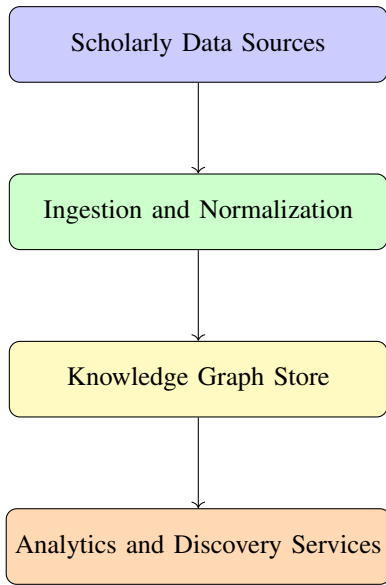 Scholarly Data Sources
Ingestion and Normalization
Knowledge Graph Store
Analytics and Discovery Services